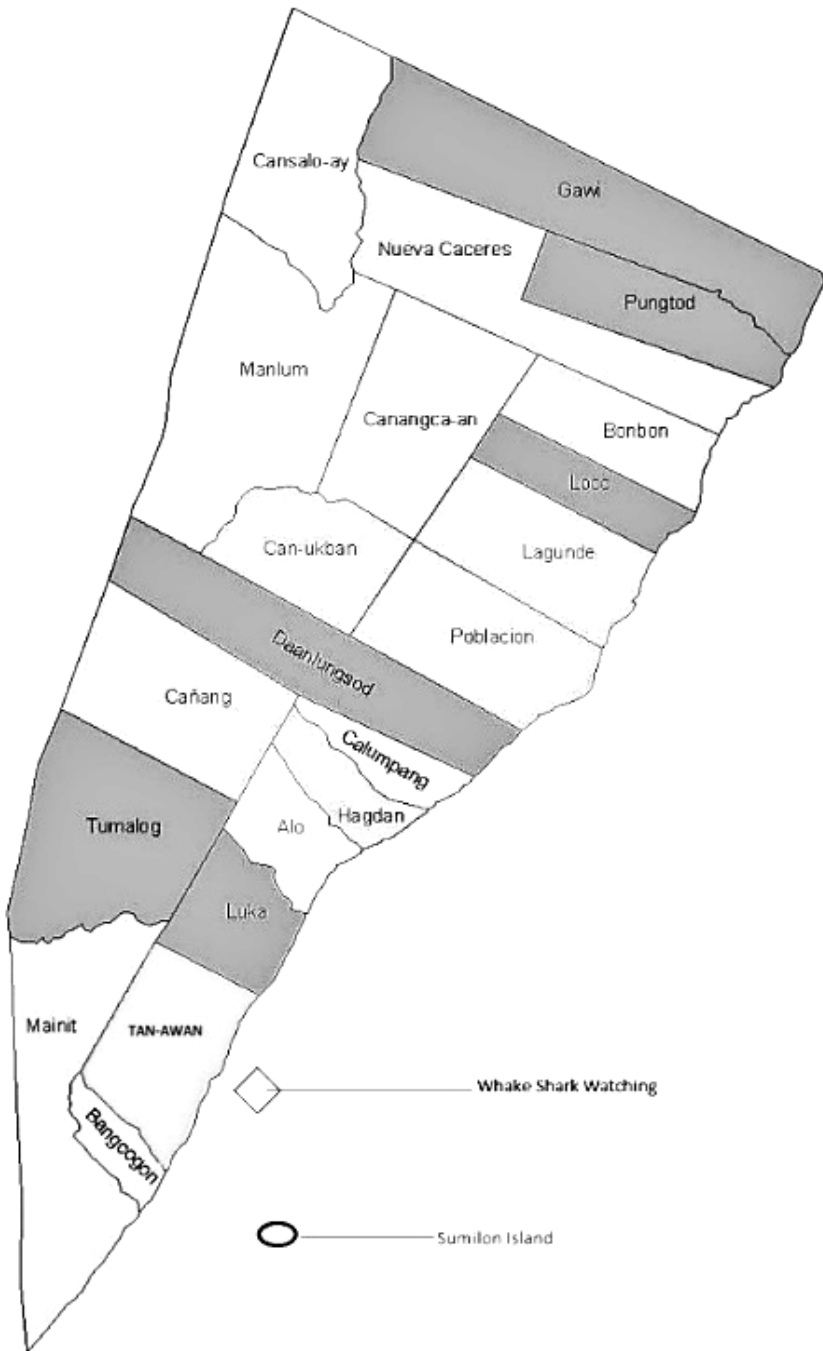 Cansalo-ay
Gawi
Nueva Caceres
Pungtod
Manlum
Canangca-an
Bonbon
Loco
Can-ukban
Lagunde
Poblacion
Daanlungsod
Cañang
Calumpang
Tumalog
Alo
Hagdan
Luka
Mainit
TAN-AWAN
Whake Shark Watching
Bangcogon
Sumilon Island